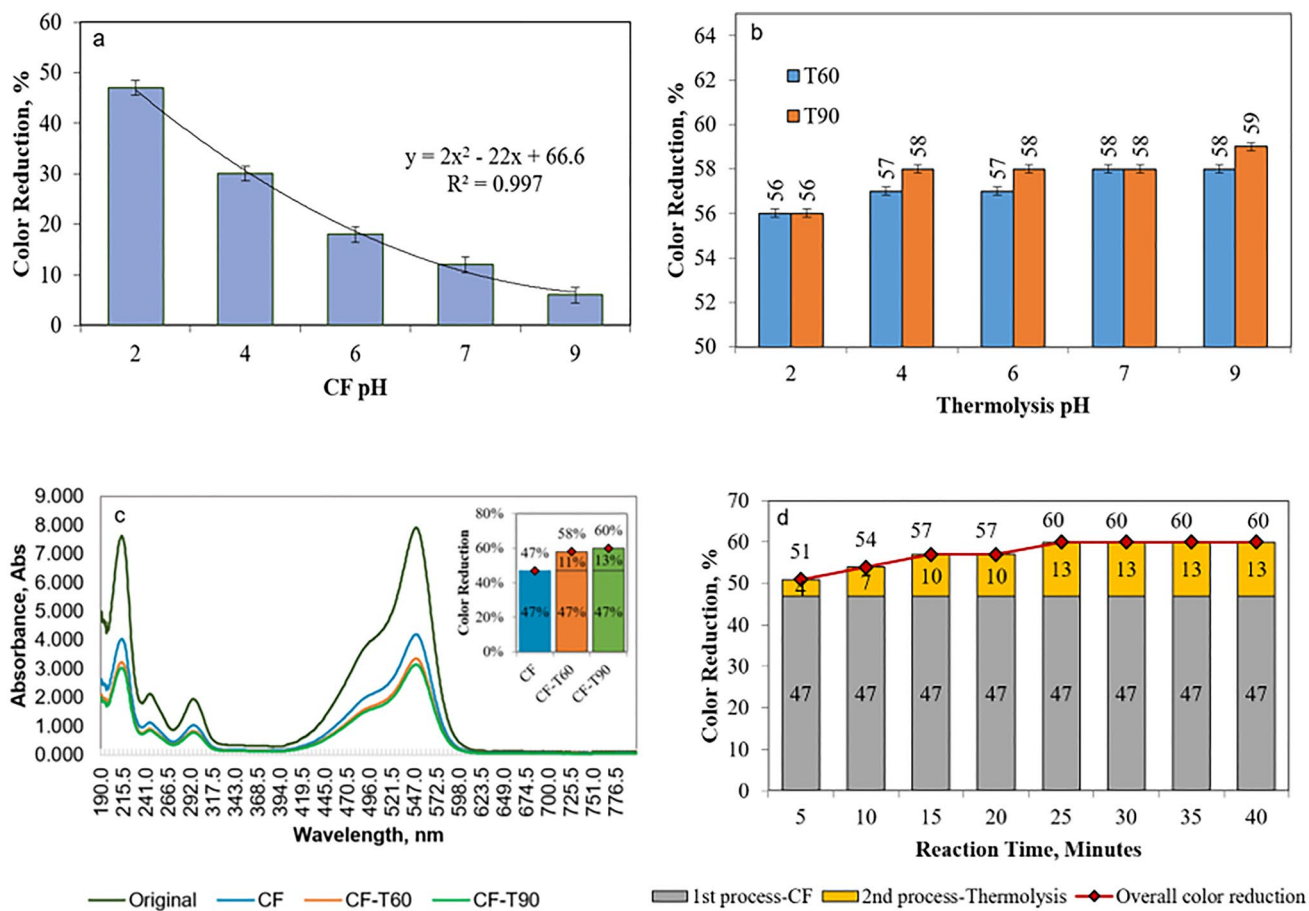 a
60
50
40
30
20
10
0
Color Reduction, %
y = 2x² - 22x + 66.6
R² = 0.997
2 4 6 7 9
CF pH
b
64
62
60
58
56
54
52
50
Color Reduction, %
T60
T90
56 56 57 58 57 58 58 58 58 59
2 4 6 7 9
Thermolysis pH
c
9.000
8.000
7.000
6.000
5.000
4.000
3.000
2.000
1.000
0.000
Absorbance, Abs
190.0 215.5 241.0 266.5 292.0 317.5 343.0 368.5 394.0 419.5 445.0 470.5 496.0 521.5 547.0 572.5 598.0 623.5 649.0 674.5 700.0 725.5 751.0 776.5
Wavelength, nm
80%
60%
40%
20%
0%
Color Reduction
47% 58% 60%
11% 13%
47% 47% 47%
CF CF-T60 CF-T90
Original CF CF-T60 CF-T90
d
70
60
50
40
30
20
10
0
Color Reduction, %
51 54 57 57 60 60 60 60
4 7 10 10 13 13 13 13
47 47 47 47 47 47 47 47
5 10 15 20 25 30 35 40
Reaction Time, Minutes
1st process-CF 2nd process-Thermolysis Overall color reduction